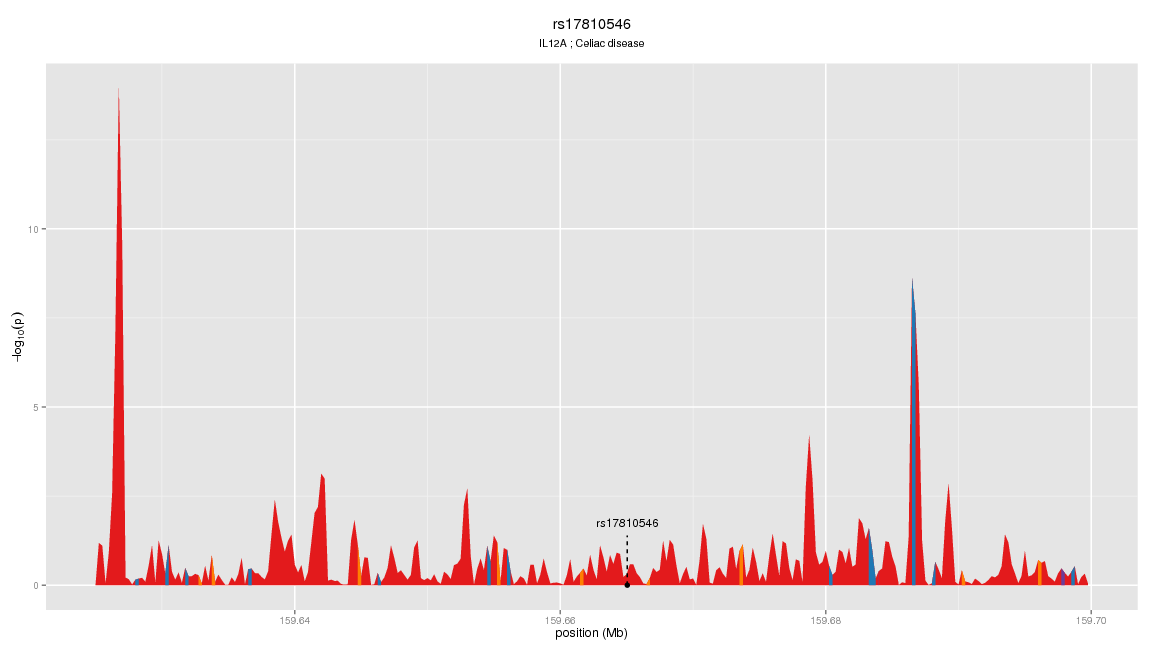 rs17810546
IL12A ; Celiac disease
−log10(p)
10
5
0
rs17810546
159.64
159.66
159.68
159.70
position (Mb)